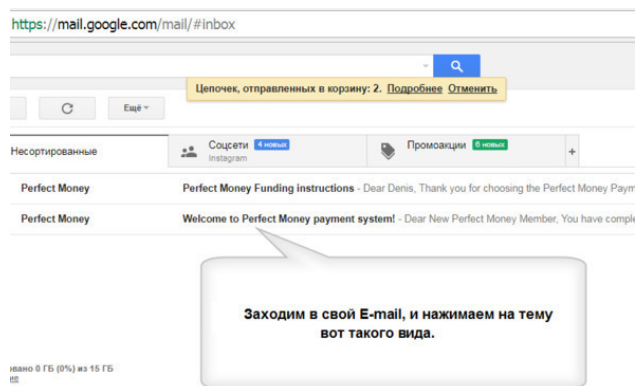 https://mail.google.com/mail/#inbox
Цепочек, отправленных в корзину: 2. Подробнее Отменить
Ещё
Несортированные
Соцсети 4 новых
Instagram
Промоакции 6 новых
+
Perfect Money Perfect Money Funding instructions - Dear Denis, Thank you for choosing the Perfect Money Paym
Perfect Money Welcome to Perfect Money payment system! - Dear New Perfect Money Member, You have comple
Заходим в свой E-mail, и нажимаем на тему
вот такого вида.
овано 0 ГБ (0%) из 15 ГБ